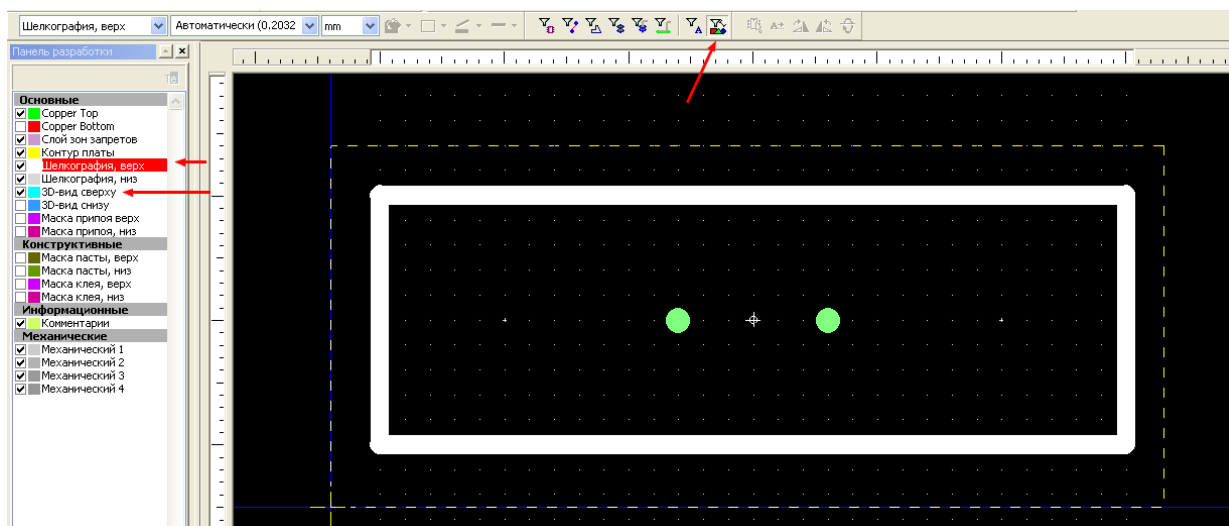 Шелкография, верх Автоматически (0.2032 mm
Панель разработки
Основные
Copper Top
Copper Bottom
Слой зон запретов
Контур платы
Шелкография, верх
Шелкография, низ
3D-вид сверху
3D-вид снизу
Маска припоя верх
Маска припоя, низ
Конструктивные
Маска пасты, верх
Маска пасты, низ
Маска клея, верх
Маска клея, низ
Информационные
Комментарии
Механические
Механический 1
Механический 2
Механический 3
Механический 4